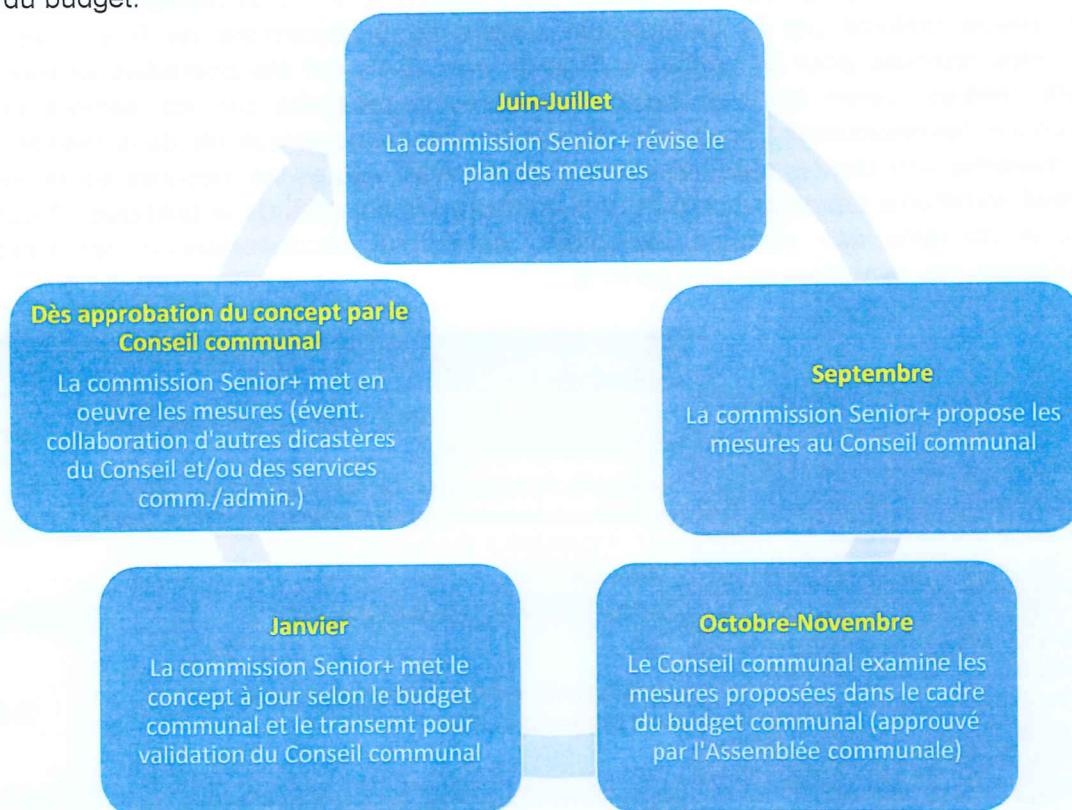 du budget.
Juin-Juillet
La commission Senior+ révise le
plan des mesures
Septembre
La commission Senior+ propose les
mesures au Conseil communal
Octobre-Novembre
Le Conseil communal examine les
mesures proposées dans le cadre
du budget communal (approuvé
par l'Assemblée communale)
Janvier
La commission Senior+ met le
concept à jour selon le budget
communal et le transemt pour
validation du Conseil communal
Dès approbation du concept par le
Conseil communal
La commission Senior+ met en
oeuvre les mesures (évent.
collaboration d'autres dicastères
du Conseil et/ou des services
comm./admin.)